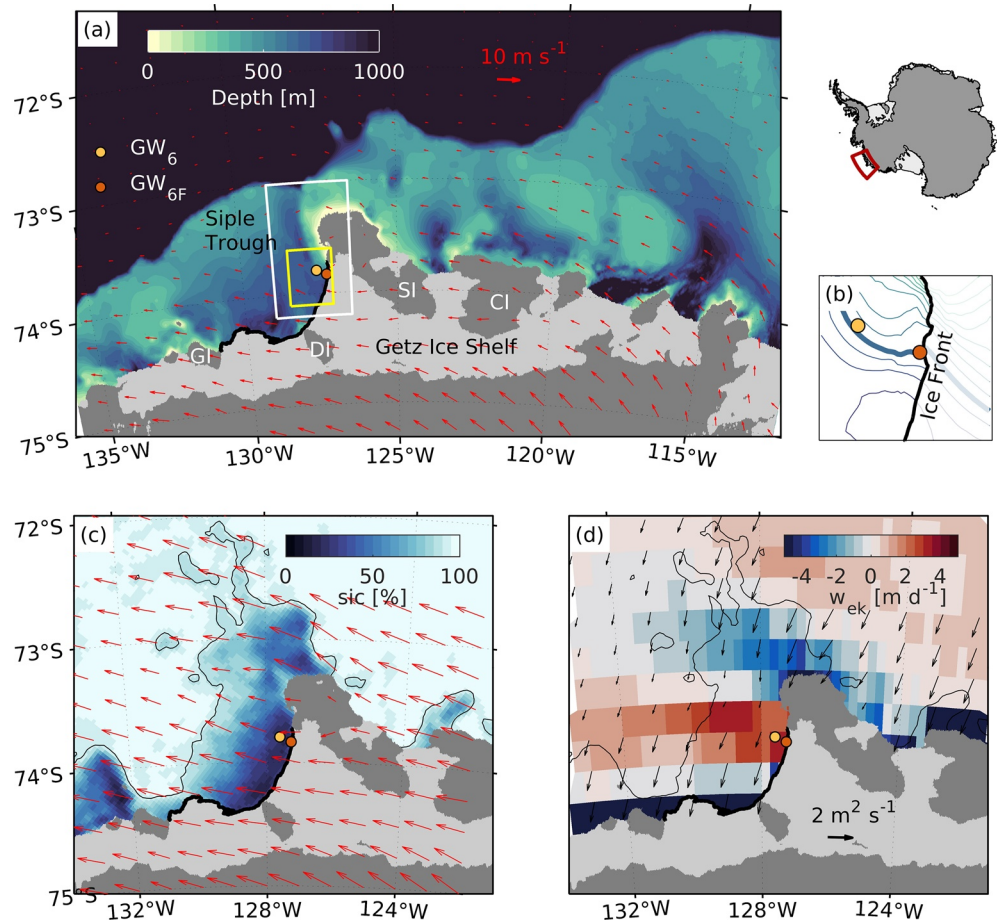 (a)
0 500 1000
Depth [m]
10 m s⁻¹
GW₆
GW₆F
Siple
Trough
SI
CI
GI
DI
Getz Ice Shelf
72°S
73°S
74°S
75°S
135°W 130°W 125°W 120°W 115°W
(b)
Ice Front
(c)
0 50 100
sic [%]
72°S
73°S
74°S
75°S
132°W 128°W 124°W
(d)
-4 -2 0 2 4
wₑₖ [m d⁻¹]
2 m² s⁻¹
132°W 128°W 124°W